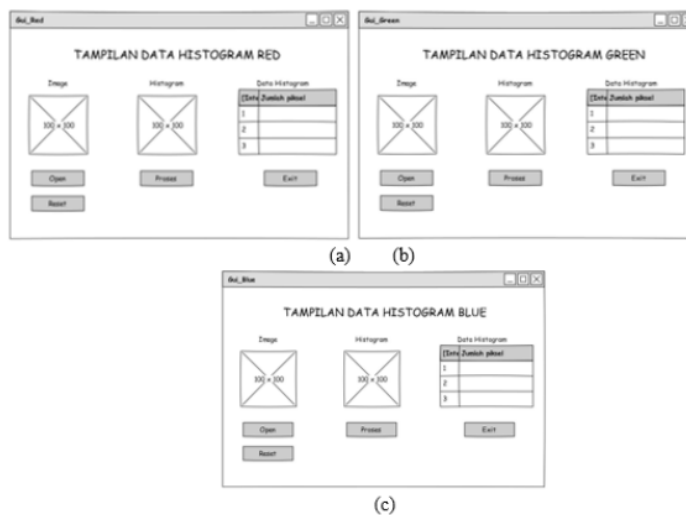 Gui_Red
TAMPILAN DATA HISTOGRAM RED
Image Histogram Data Histogram
[Inte Jumlah piksel
100 x 100 100 x 100
1
2
3
Open Proses Exit
Reset
(a)
Gui_Green
TAMPILAN DATA HISTOGRAM GREEN
Image Histogram Data Histogram
[Inte Jumlah piksel
100 x 100 100 x 100
1
2
3
Open Proses Exit
Reset
(b)
Gui_Blue
TAMPILAN DATA HISTOGRAM BLUE
Image Histogram Data Histogram
[Inte Jumlah piksel
100 x 100 100 x 100
1
2
3
Open Proses Exit
Reset
(c)